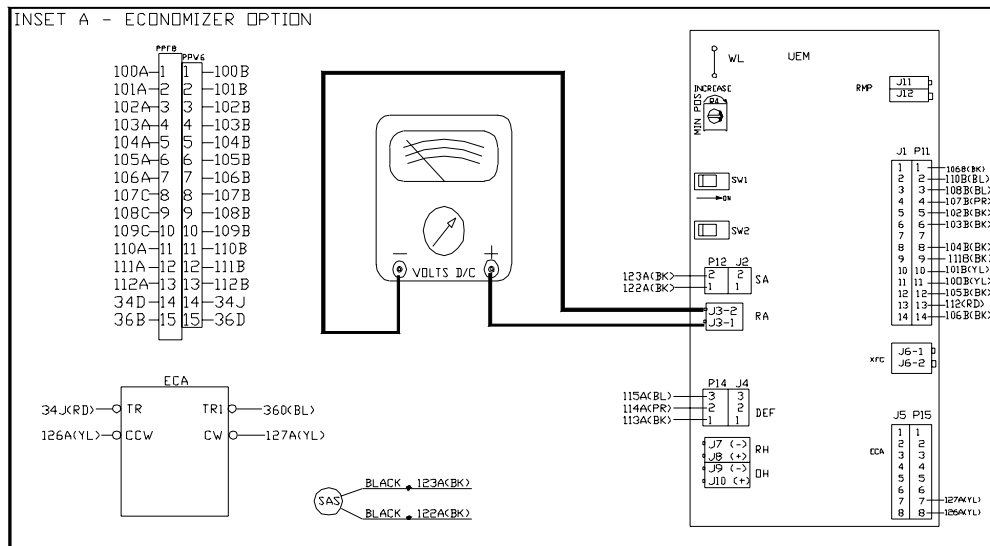 INSET A - ECONOMIZER OPTION
PPF8 PPW6
100A 1 1 100B
101A 2 2 101B
102A 3 3 102B
103A 4 4 103B
104A 5 5 104B
105A 6 6 105B
106A 7 7 106B
107C 8 8 107B
108C 9 9 108B
109C 10 10 109B
110A 11 11 110B
111A 12 12 111B
112A 13 13 112B
34D 14 14 34J
36B 15 15 36D
ECA
34J(RD) TR TR1 360(BL)
126A(YL) CCW CW 127A(YL)
SAS
BLACK 123A(BK)
BLACK 122A(BK)
- VOLTS D/C +
WL UEM
INCREASE
R4
MIN POS
RMP J11
J12
SW1
ON
SW2
P12 J2
123A(BK) 2 2 SA
122A(BK) 1 1
J3-2 RA
J3-1
P14 J4
115A(BL) 3 3
114A(PR) 2 2 DEF
113A(BK) 1 1
J7 (-) RH
J8 (+)
J9 (-) OH
J10 (+)
J1 P11
1 1 106B(BK)
2 2 110B(BL)
3 3 108B(BL)
4 4 107B(PR)
5 5 102B(BK)
6 6 103B(BK)
7 7
8 8 104B(BK)
9 9 111B(BK)
10 10 101B(YL)
11 11 100B(YL)
12 12 105B(BK)
13 13 112(RD)
14 14 106B(BK)
XFC J6-1
J6-2
J5 P15
ECA
1 1
2 2
3 3
4 4
5 5
6 6
7 7 127A(YL)
8 8 126A(YL)